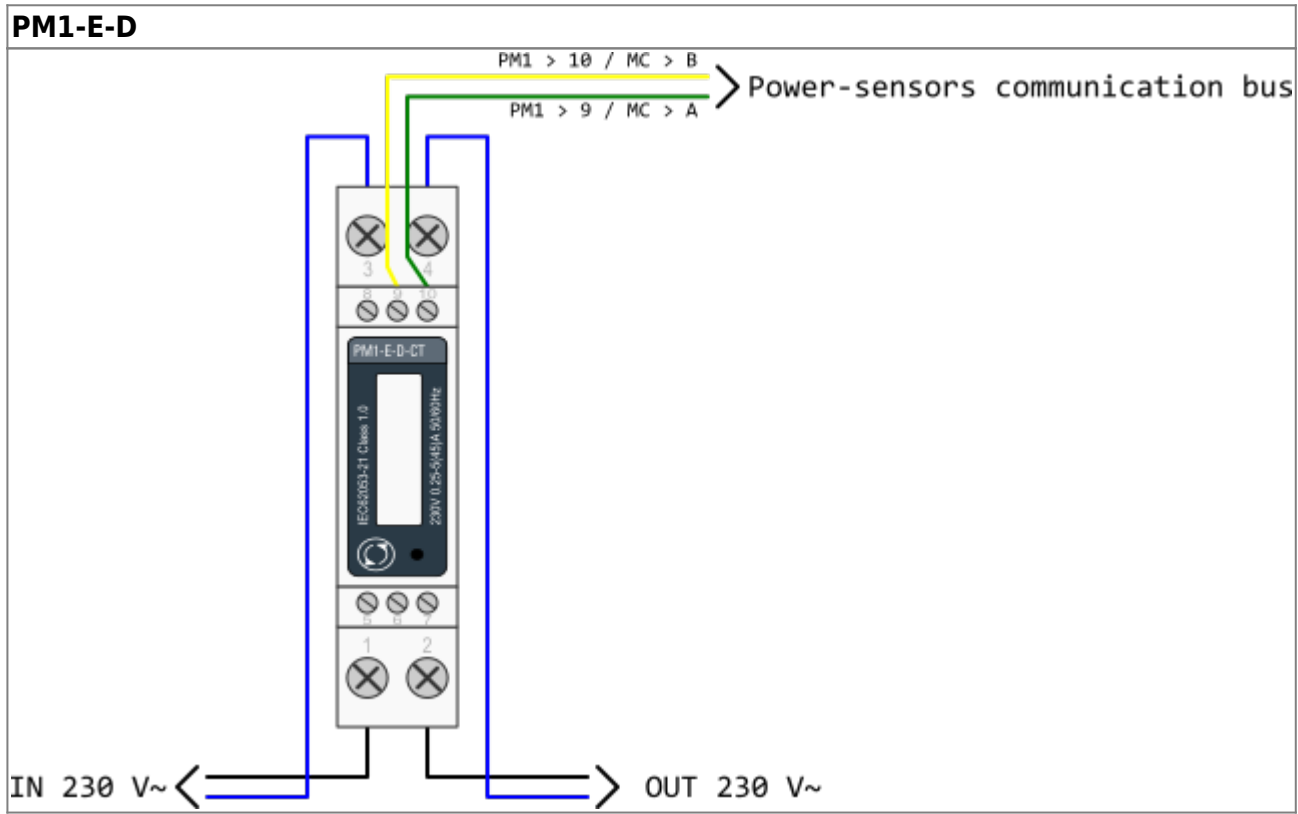 PM1-E-D
PM1 > 10 / MC > B
Power-sensors communication bus
PM1 > 9 / MC > A
3 4
8 9 10
PM1-E-D-CT
IEC62053-21 Class 1.0
230V 0.25-5(45)A 50/60Hz
5 6 7
1 2
IN 230 V~
OUT 230 V~